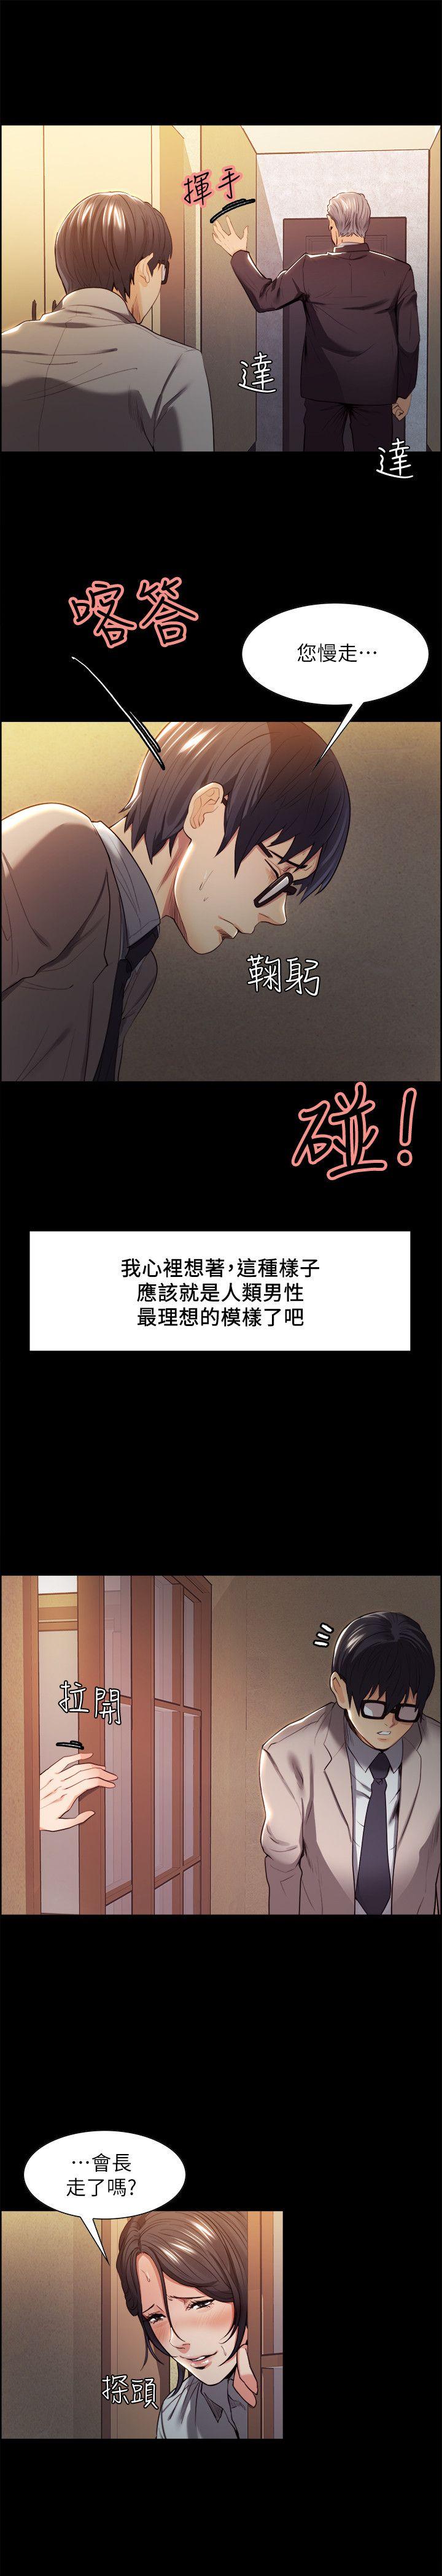 揮手
達
達
喀答
您慢走…
鞠躬
碰!
我心裡想著，這種樣子
應該就是人類男性
最理想的模樣了吧
拉開
…會長
走了嗎?
探頭